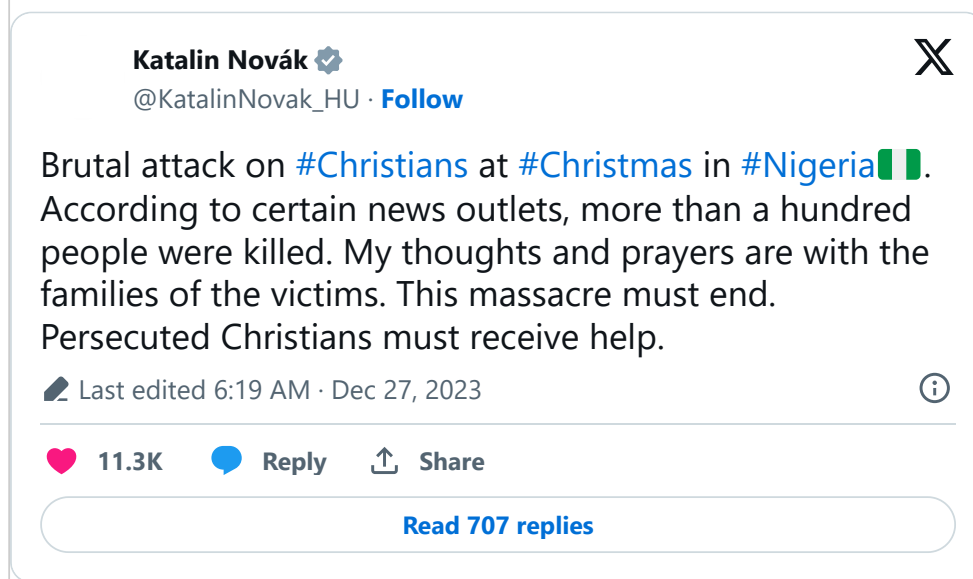 Katalin Novák
@KatalinNovak_HU · Follow
Brutal attack on #Christians at #Christmas in #Nigeria🇳🇬.
According to certain news outlets, more than a hundred
people were killed. My thoughts and prayers are with the
families of the victims. This massacre must end.
Persecuted Christians must receive help.
Last edited 6:19 AM · Dec 27, 2023
11.3K Reply Share
Read 707 replies